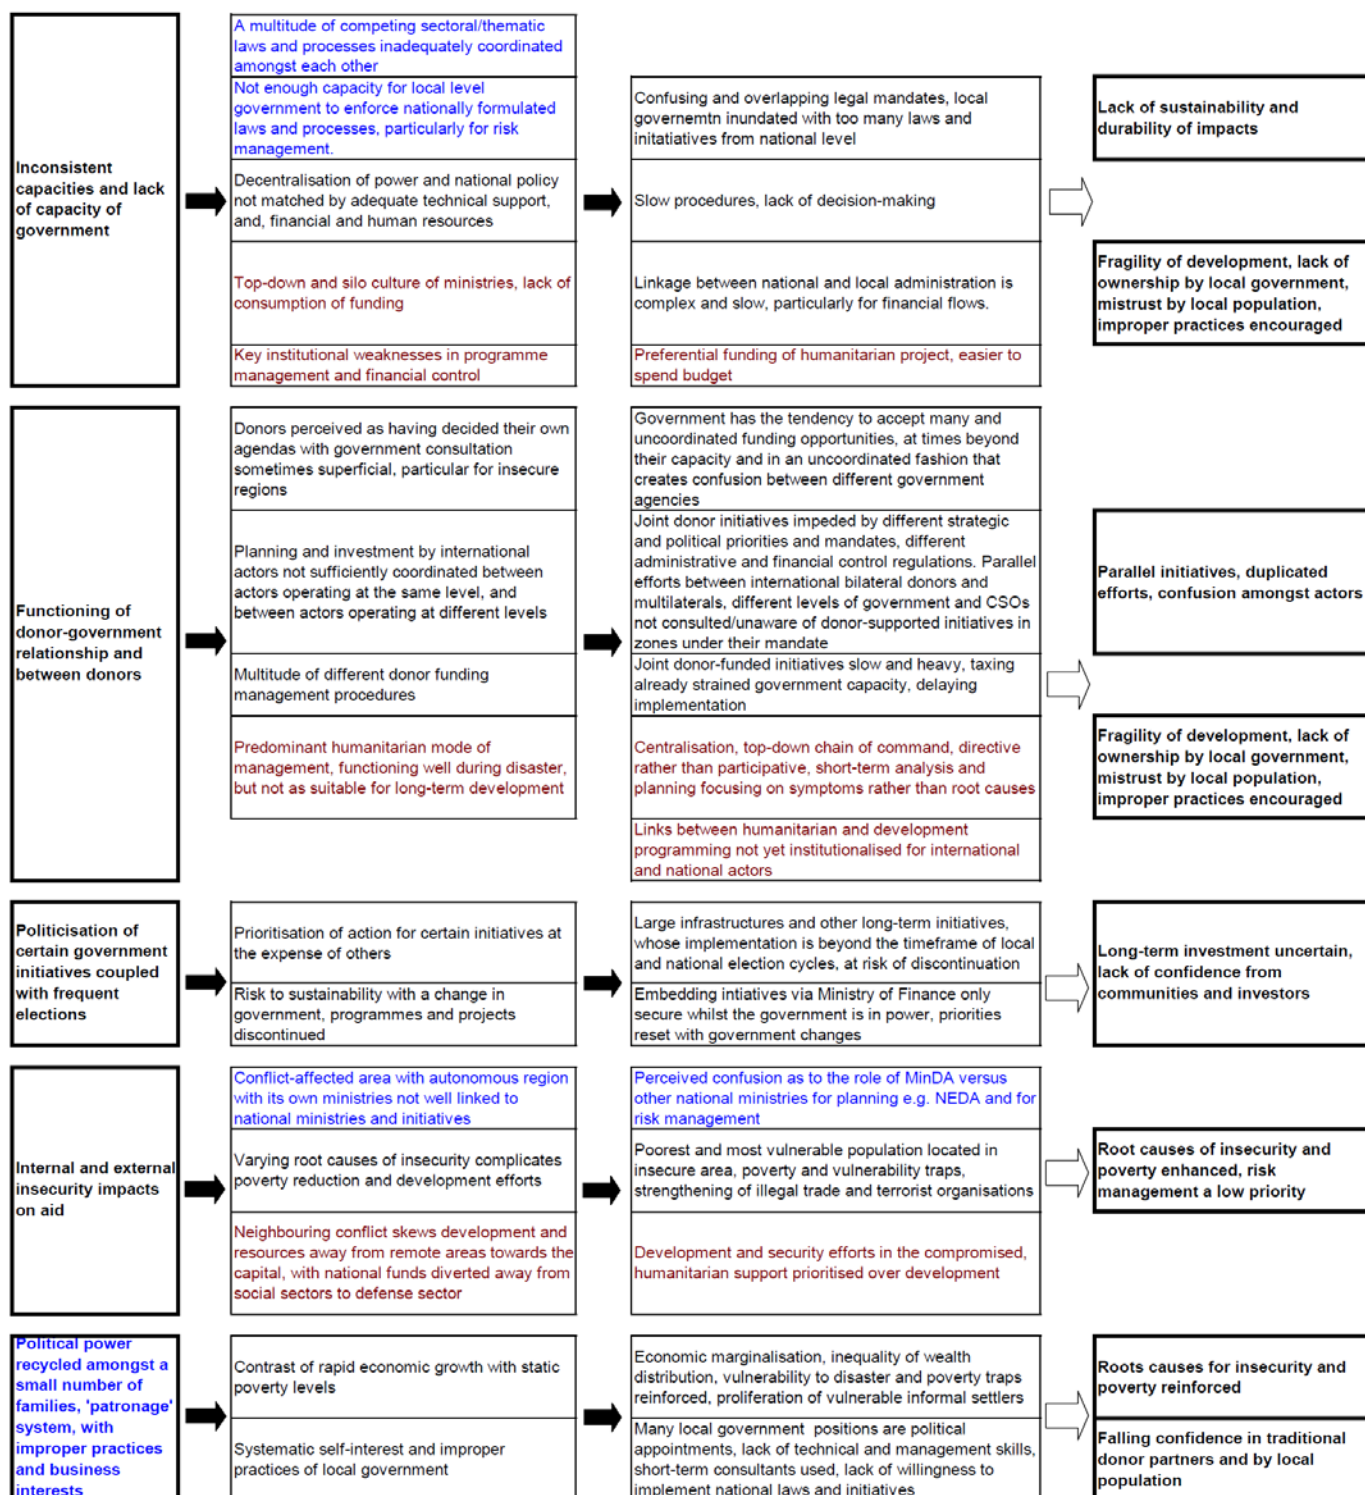 Inconsistent
capacities and lack
of capacity of
government
A multitude of competing sectoral/thematic
laws and processes inadequately coordinated
amongst each other
Not enough capacity for local level
government to enforce nationally formulated
laws and processes, particularly for risk
management.
Decentralisation of power and national policy
not matched by adequate technical support,
and, financial and human resources
Top-down and silo culture of ministries, lack of
consumption of funding
Key institutional weaknesses in programme
management and financial control
Confusing and overlapping legal mandates, local
governemtn inundated with too many laws and
initatiatives from national level
Slow procedures, lack of decision-making
Linkage between national and local administration is
complex and slow, particularly for financial flows.
Preferential funding of humanitarian project, easier to
spend budget
Lack of sustainability and
durability of impacts
Fragility of development, lack of
ownership by local government,
mistrust by local population,
improper practices encouraged
Functioning of
donor-government
relationship and
between donors
Donors perceived as having decided their own
agendas with government consultation
sometimes superficial, particular for insecure
regions
Planning and investment by international
actors not sufficiently coordinated between
actors operating at the same level, and
between actors operating at different levels
Multitude of different donor funding
management procedures
Predominant humanitarian mode of
management, functioning well during disaster,
but not as suitable for long-term development
Government has the tendency to accept many and
uncoordinated funding opportunities, at times beyond
their capacity and in an uncoordinated fashion that
creates confusion between different government
agencies
Joint donor initiatives impeded by different strategic
and political priorities and mandates, different
administrative and financial control regulations. Parallel
efforts between international bilateral donors and
multilaterals, different levels of government and CSOs
not consulted/unaware of donor-supported initiatives in
zones under their mandate
Joint donor-funded initiatives slow and heavy, taxing
already strained government capacity, delaying
implementation
Centralisation, top-down chain of command, directive
rather than participative, short-term analysis and
planning focusing on symptoms rather than root causes
Links between humanitarian and development
programming not yet institutionalised for international
and national actors
Parallel initiatives, duplicated
efforts, confusion amongst actors
Fragility of development, lack of
ownership by local government,
mistrust by local population,
improper practices encouraged
Politicisation of
certain government
initiatives coupled
with frequent
elections
Prioritisation of action for certain initiatives at
the expense of others
Risk to sustainability with a change in
government, programmes and projects
discontinued
Large infrastructures and other long-term initiatives,
whose implementation is beyond the timeframe of local
and national election cycles, at risk of discontinuation
Embedding intiatives via Ministry of Finance only
secure whilst the government is in power, priorities
reset with government changes
Long-term investment uncertain,
lack of confidence from
communities and investors
Internal and external
insecurity impacts
on aid
Conflict-affected area with autonomous region
with its own ministries not well linked to
national ministries and initiatives
Varying root causes of insecurity complicates
poverty reduction and development efforts
Neighbouring conflict skews development and
resources away from remote areas towards the
capital, with national funds diverted away from
social sectors to defense sector
Perceived confusion as to the role of MinDA versus
other national ministries for planning e.g. NEDA and for
risk management
Poorest and most vulnerable population located in
insecure area, poverty and vulnerability traps,
strengthening of illegal trade and terrorist organisations
Development and security efforts in the compromised,
humanitarian support prioritised over development
Root causes of insecurity and
poverty enhanced, risk
management a low priority
Political power
recycled amongst a
small number of
families, 'patronage'
system, with
improper practices
and business
interests
Contrast of rapid economic growth with static
poverty levels
Systematic self-interest and improper
practices of local government
Economic marginalisation, inequality of wealth
distribution, vulnerability to disaster and poverty traps
reinforced, proliferation of vulnerable informal settlers
Many local government positions are political
appointments, lack of technical and management skills,
short-term consultants used, lack of willingness to
implement national laws and initiatives
Roots causes for insecurity and
poverty reinforced
Falling confidence in traditional
donor partners and by local
population